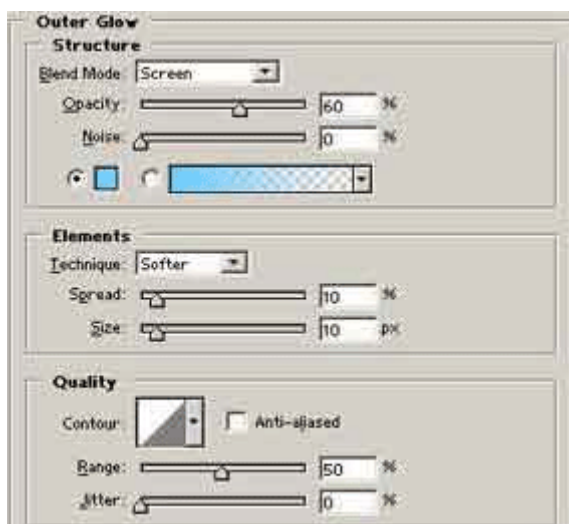 Outer Glow
Structure
Blend Mode: Screen
Opacity: 60 %
Noise: 0 %
Elements
Technique: Softer
Spread: 10 %
Size: 10 px
Quality
Contour: Anti-aliased
Range: 50 %
Jitter: 0 %